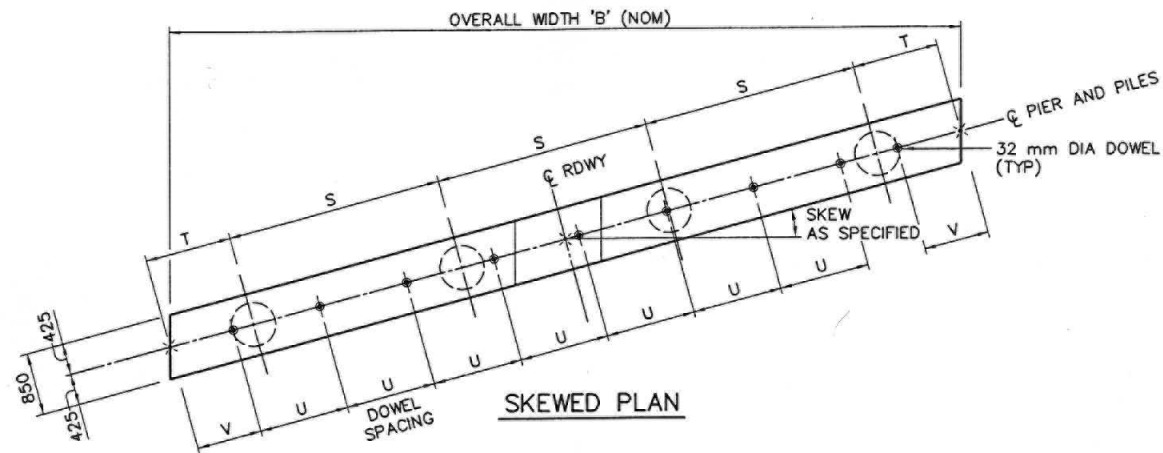 OVERALL WIDTH 'B' (NOM)
T
S
S
S
T
℄ RDWY
℄ PIER AND PILES
32 mm DIA DOWEL
(TYP)
SKEW
AS SPECIFIED
V
U
U
U
U
U
U
V
DOWEL
SPACING
425
850
425
SKEWED PLAN